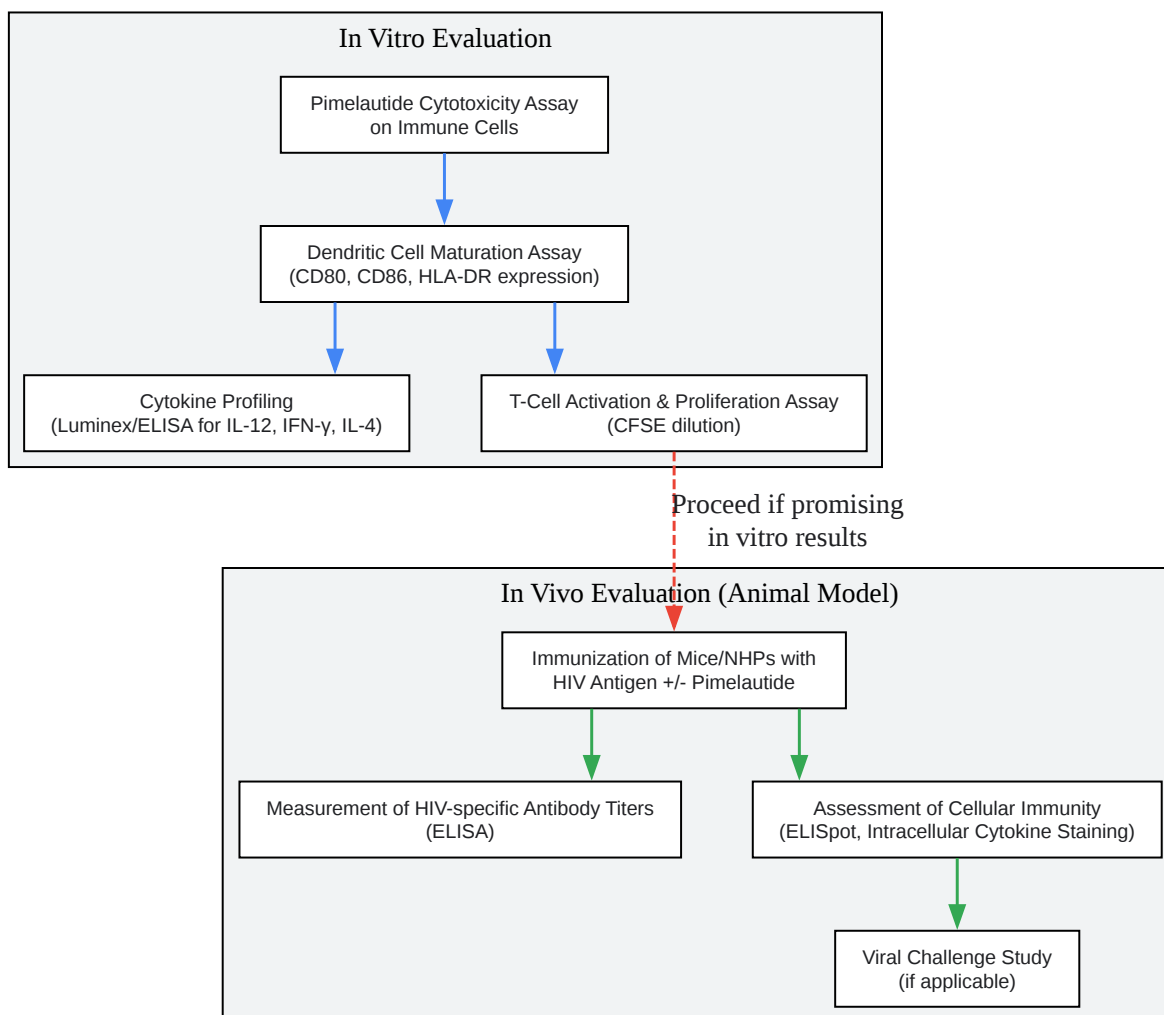 In Vitro Evaluation
Pimelautide Cytotoxicity Assay
on Immune Cells
Dendritic Cell Maturation Assay
(CD80, CD86, HLA-DR expression)
Cytokine Profiling
(Luminex/ELISA for IL-12, IFN-γ, IL-4)
T-Cell Activation & Proliferation Assay
(CFSE dilution)
Proceed if promising
in vitro results
In Vivo Evaluation (Animal Model)
Immunization of Mice/NHPs with
HIV Antigen +/- Pimelautide
Measurement of HIV-specific Antibody Titers
(ELISA)
Assessment of Cellular Immunity
(ELISpot, Intracellular Cytokine Staining)
Viral Challenge Study
(if applicable)